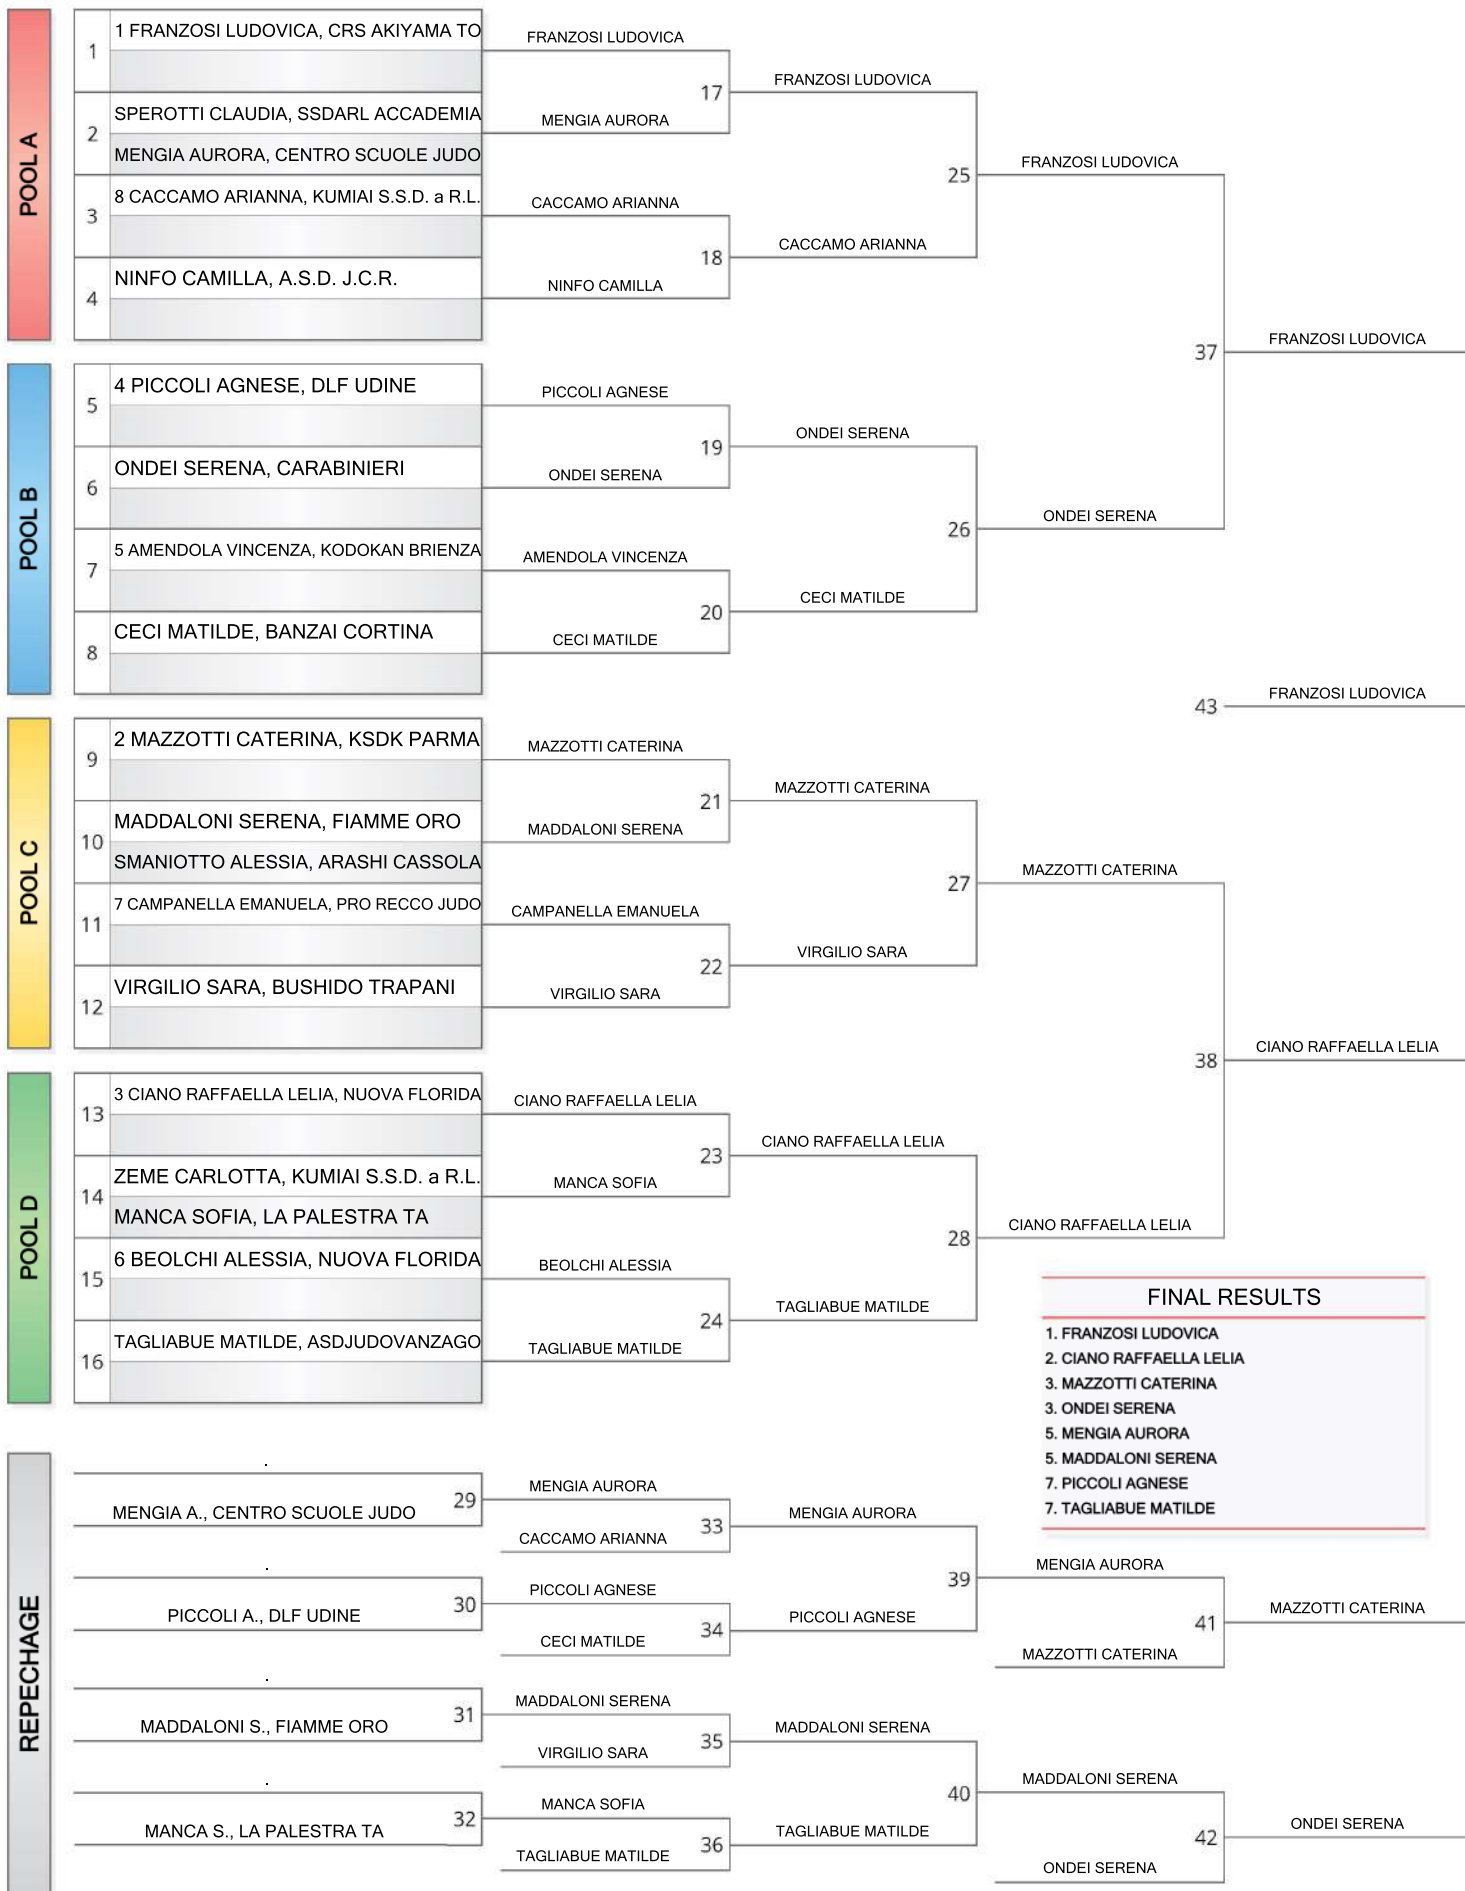 POOL A
1
1 FRANZOSI LUDOVICA, CRS AKIYAMA TO
2
SPEROTTI CLAUDIA, SSDARL ACCADEMIA
MENGIA AURORA, CENTRO SCUOLE JUDO
3
8 CACCAMO ARIANNA, KUMIAI S.S.D. a R.L.
4
NINFO CAMILLA, A.S.D. J.C.R.
FRANZOSI LUDOVICA
17
MENGIA AURORA
CACCAMO ARIANNA
18
NINFO CAMILLA
FRANZOSI LUDOVICA
25
CACCAMO ARIANNA
FRANZOSI LUDOVICA
POOL B
5
4 PICCOLI AGNESE, DLF UDINE
6
ONDEI SERENA, CARABINIERI
7
5 AMENDOLA VINCENZA, KODOKAN BRIENZA
8
CECI MATILDE, BANZAI CORTINA
PICCOLI AGNESE
19
ONDEI SERENA
AMENDOLA VINCENZA
20
CECI MATILDE
ONDEI SERENA
26
CECI MATILDE
ONDEI SERENA
37
FRANZOSI LUDOVICA
43
FRANZOSI LUDOVICA
POOL C
9
2 MAZZOTTI CATERINA, KSDK PARMA
10
MADDALONI SERENA, FIAMME ORO
SMANIOTTO ALESSIA, ARASHI CASSOLA
11
7 CAMPANELLA EMANUELA, PRO RECCO JUDO
12
VIRGILIO SARA, BUSHIDO TRAPANI
MAZZOTTI CATERINA
21
MADDALONI SERENA
CAMPANELLA EMANUELA
22
VIRGILIO SARA
MAZZOTTI CATERINA
27
VIRGILIO SARA
MAZZOTTI CATERINA
POOL D
13
3 CIANO RAFFAELLA LELIA, NUOVA FLORIDA
14
ZEME CARLOTTA, KUMIAI S.S.D. a R.L.
MANCA SOFIA, LA PALESTRA TA
15
6 BEOLCHI ALESSIA, NUOVA FLORIDA
16
TAGLIABUE MATILDE, ASDJUDOVANZAGO
CIANO RAFFAELLA LELIA
23
MANCA SOFIA
BEOLCHI ALESSIA
24
TAGLIABUE MATILDE
CIANO RAFFAELLA LELIA
28
TAGLIABUE MATILDE
CIANO RAFFAELLA LELIA
38
CIANO RAFFAELLA LELIA
FINAL RESULTS
1. FRANZOSI LUDOVICA
2. CIANO RAFFAELLA LELIA
3. MAZZOTTI CATERINA
3. ONDEI SERENA
5. MENGIA AURORA
5. MADDALONI SERENA
7. PICCOLI AGNESE
7. TAGLIABUE MATILDE
REPECHAGE
.
29
MENGIA A., CENTRO SCUOLE JUDO
.
30
PICCOLI A., DLF UDINE
.
31
MADDALONI S., FIAMME ORO
.
32
MANCA S., LA PALESTRA TA
MENGIA AURORA
33
CACCAMO ARIANNA
PICCOLI AGNESE
34
CECI MATILDE
MADDALONI SERENA
35
VIRGILIO SARA
MANCA SOFIA
36
TAGLIABUE MATILDE
MENGIA AURORA
39
PICCOLI AGNESE
MADDALONI SERENA
40
TAGLIABUE MATILDE
MENGIA AURORA
41
MAZZOTTI CATERINA
MADDALONI SERENA
42
ONDEI SERENA
MAZZOTTI CATERINA
ONDEI SERENA